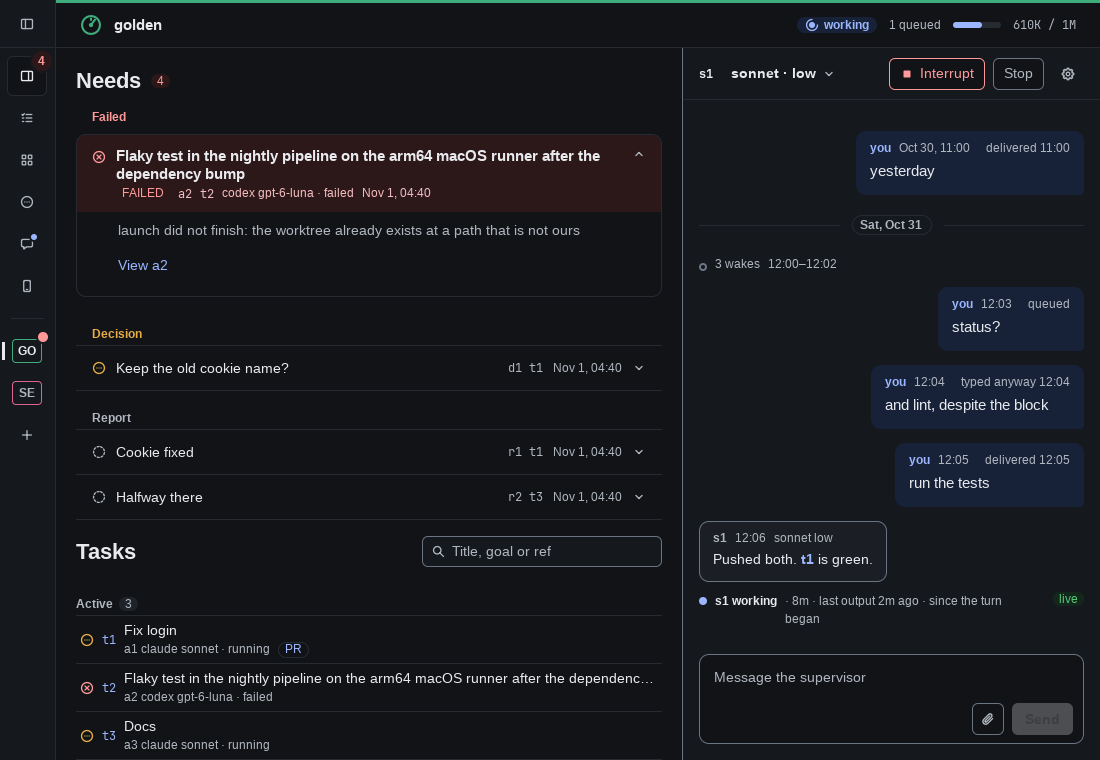 golden
working
1 queued
610K / 1M
4
GO
SE
Needs 4
Failed
Flaky test in the nightly pipeline on the arm64 macOS runner after the
dependency bump
FAILED a2 t2 codex gpt-6-luna · failed Nov 1, 04:40
launch did not finish: the worktree already exists at a path that is not ours
View a2
Decision
Keep the old cookie name? d1 t1 Nov 1, 04:40
Report
Cookie fixed r1 t1 Nov 1, 04:40
Halfway there r2 t3 Nov 1, 04:40
Tasks
Title, goal or ref
Active 3
t1 Fix login
a1 claude sonnet · running PR
t2 Flaky test in the nightly pipeline on the arm64 macOS runner after the dependenc…
a2 codex gpt-6-luna · failed
t3 Docs
a3 claude sonnet · running
s1 sonnet · low
Interrupt
Stop
you Oct 30, 11:00 delivered 11:00
yesterday
Sat, Oct 31
3 wakes 12:00–12:02
you 12:03 queued
status?
you 12:04 typed anyway 12:04
and lint, despite the block
you 12:05 delivered 12:05
run the tests
s1 12:06 sonnet low
Pushed both. t1 is green.
s1 working · 8m · last output 2m ago · since the turn
began
live
Message the supervisor
Send